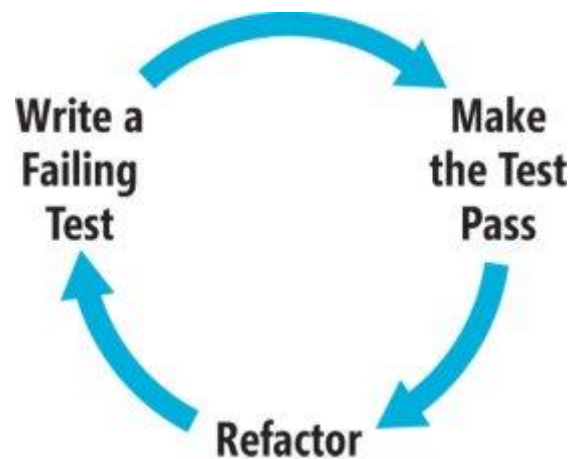 Write a
Failing
Test
Make
the Test
Pass
Refactor